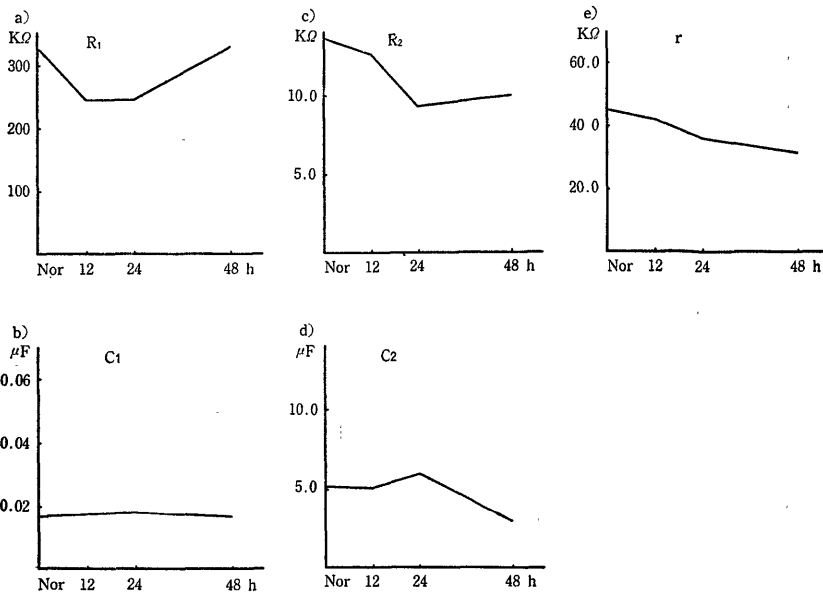 a)
KΩ
R1
300
200
100
Nor 12 24 48 h
c)
KΩ
R2
10.0
5.0
Nor 12 24 48 h
e)
KΩ
r
60.0
40.0
20.0
Nor 12 24 48 h
b)
μF
C1
0.06
0.04
0.02
Nor 12 24 48 h
d)
μF
C2
10.0
5.0
Nor 12 24 48 h